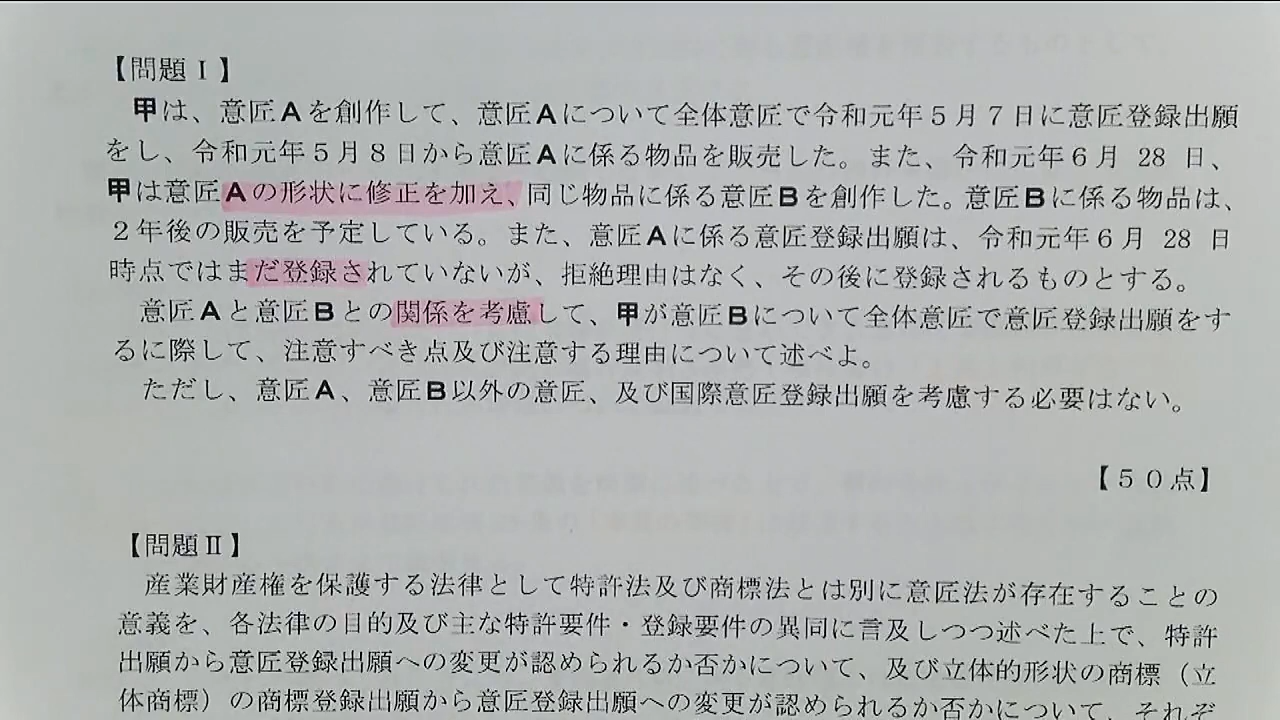 【問題Ⅰ】
甲は、意匠Aを創作して、意匠Aについて全体意匠で令和元年5月7日に意匠登録出願
をし、令和元年5月8日から意匠Aに係る物品を販売した。また、令和元年6月 28 日、
甲は意匠Aの形状に修正を加え、同じ物品に係る意匠Bを創作した。意匠Bに係る物品は、
2年後の販売を予定している。また、意匠Aに係る意匠登録出願は、令和元年6月 28 日
時点ではまだ登録されていないが、拒絶理由はなく、その後に登録されるものとする。
意匠Aと意匠Bとの関係を考慮して、甲が意匠Bについて全体意匠で意匠登録出願をす
るに際して、注意すべき点及び注意する理由について述べよ。
ただし、意匠A、意匠B以外の意匠、及び国際意匠登録出願を考慮する必要はない。
【50点】
【問題Ⅱ】
産業財産権を保護する法律として特許法及び商標法とは別に意匠法が存在することの
意義を、各法律の目的及び主な特許要件・登録要件の異同に言及しつつ述べた上で、特許
出願から意匠登録出願への変更が認められるか否かについて、及び立体的形状の商標（立
体商標）の商標登録出願から意匠登録出願への変更が認められるか否かについて、それぞ